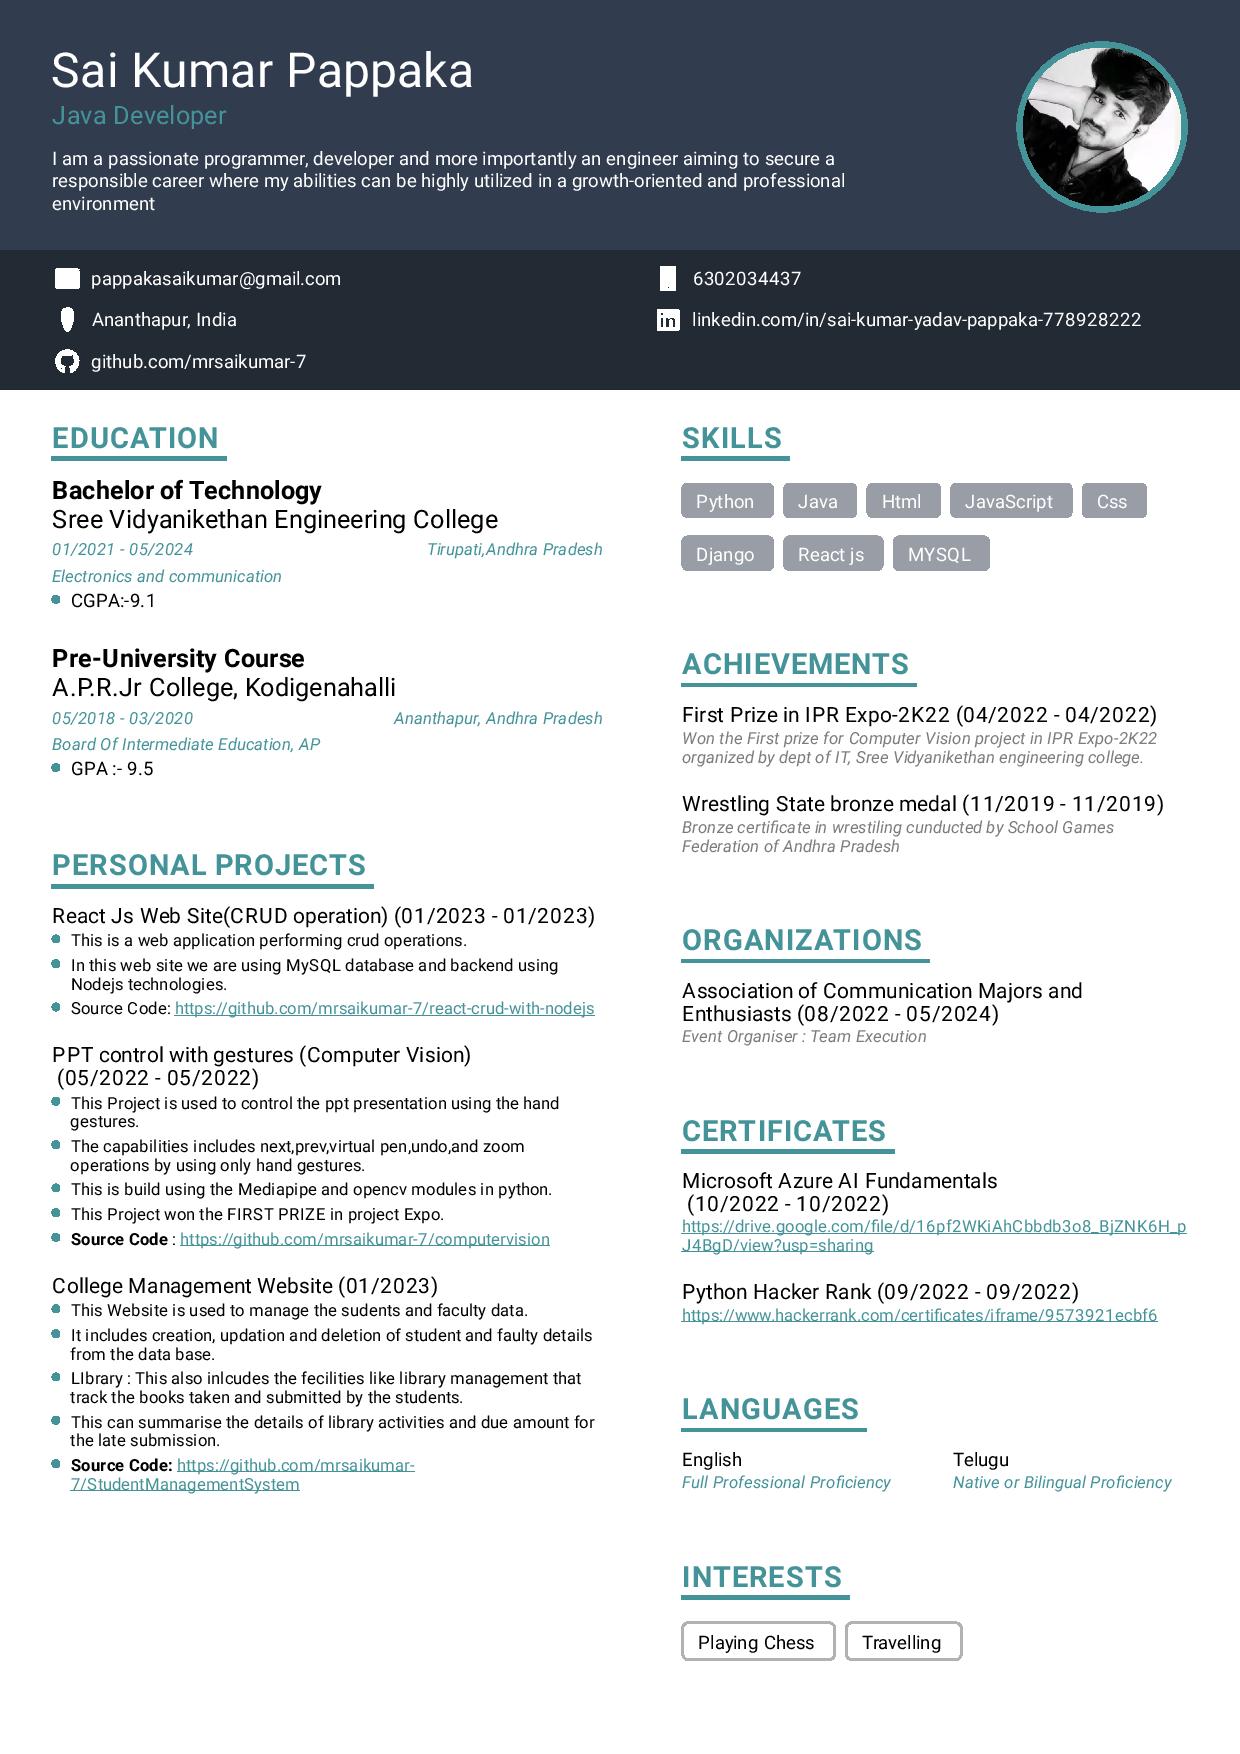 Sai Kumar Pappaka
Java Developer
I am a passionate programmer, developer and more importantly an engineer aiming to secure a
responsible career where my abilities can be highly utilized in a growth-oriented and professional
environment
pappakasaikumar@gmail.com
6302034437
Ananthapur, India
in linkedin.com/in/sai-kumar-yadav-pappaka-778928222
github.com/mrsaikumar-7
EDUCATION
Bachelor of Technology
Sree Vidyanikethan Engineering College
01/2021 - 05/2024 Tirupati,Andhra Pradesh
Electronics and communication
CGPA:-9.1
Pre-University Course
A.P.R.Jr College, Kodigenahalli
05/2018 - 03/2020 Ananthapur, Andhra Pradesh
Board Of Intermediate Education, AP
GPA :- 9.5
PERSONAL PROJECTS
React Js Web Site(CRUD operation) (01/2023 - 01/2023)
This is a web application performing crud operations.
In this web site we are using MySQL database and backend using
Nodejs technologies.
Source Code: https://github.com/mrsaikumar-7/react-crud-with-nodejs
PPT control with gestures (Computer Vision)
(05/2022 - 05/2022)
This Project is used to control the ppt presentation using the hand
gestures.
The capabilities includes next,prev,virtual pen,undo,and zoom
operations by using only hand gestures.
This is build using the Mediapipe and opencv modules in python.
This Project won the FIRST PRIZE in project Expo.
Source Code : https://github.com/mrsaikumar-7/computervision
College Management Website (01/2023)
This Website is used to manage the sudents and faculty data.
It includes creation, updation and deletion of student and faulty details
from the data base.
LIbrary : This also inlcudes the fecilities like library management that
track the books taken and submitted by the students.
This can summarise the details of library activities and due amount for
the late submission.
Source Code: https://github.com/mrsaikumar-
7/StudentManagementSystem
SKILLS
Python Java Html JavaScript Css
Django React js MYSQL
ACHIEVEMENTS
First Prize in IPR Expo-2K22 (04/2022 - 04/2022)
Won the First prize for Computer Vision project in IPR Expo-2K22
organized by dept of IT, Sree Vidyanikethan engineering college.
Wrestling State bronze medal (11/2019 - 11/2019)
Bronze certificate in wrestiling cunducted by School Games
Federation of Andhra Pradesh
ORGANIZATIONS
Association of Communication Majors and
Enthusiasts (08/2022 - 05/2024)
Event Organiser : Team Execution
CERTIFICATES
Microsoft Azure AI Fundamentals
(10/2022 - 10/2022)
https://drive.google.com/file/d/16pf2WKiAhCbbdb3o8_BjZNK6H_p
J4BgD/view?usp=sharing
Python Hacker Rank (09/2022 - 09/2022)
https://www.hackerrank.com/certificates/iframe/9573921ecbf6
LANGUAGES
English Telugu
Full Professional Proficiency Native or Bilingual Proficiency
INTERESTS
Playing Chess Travelling